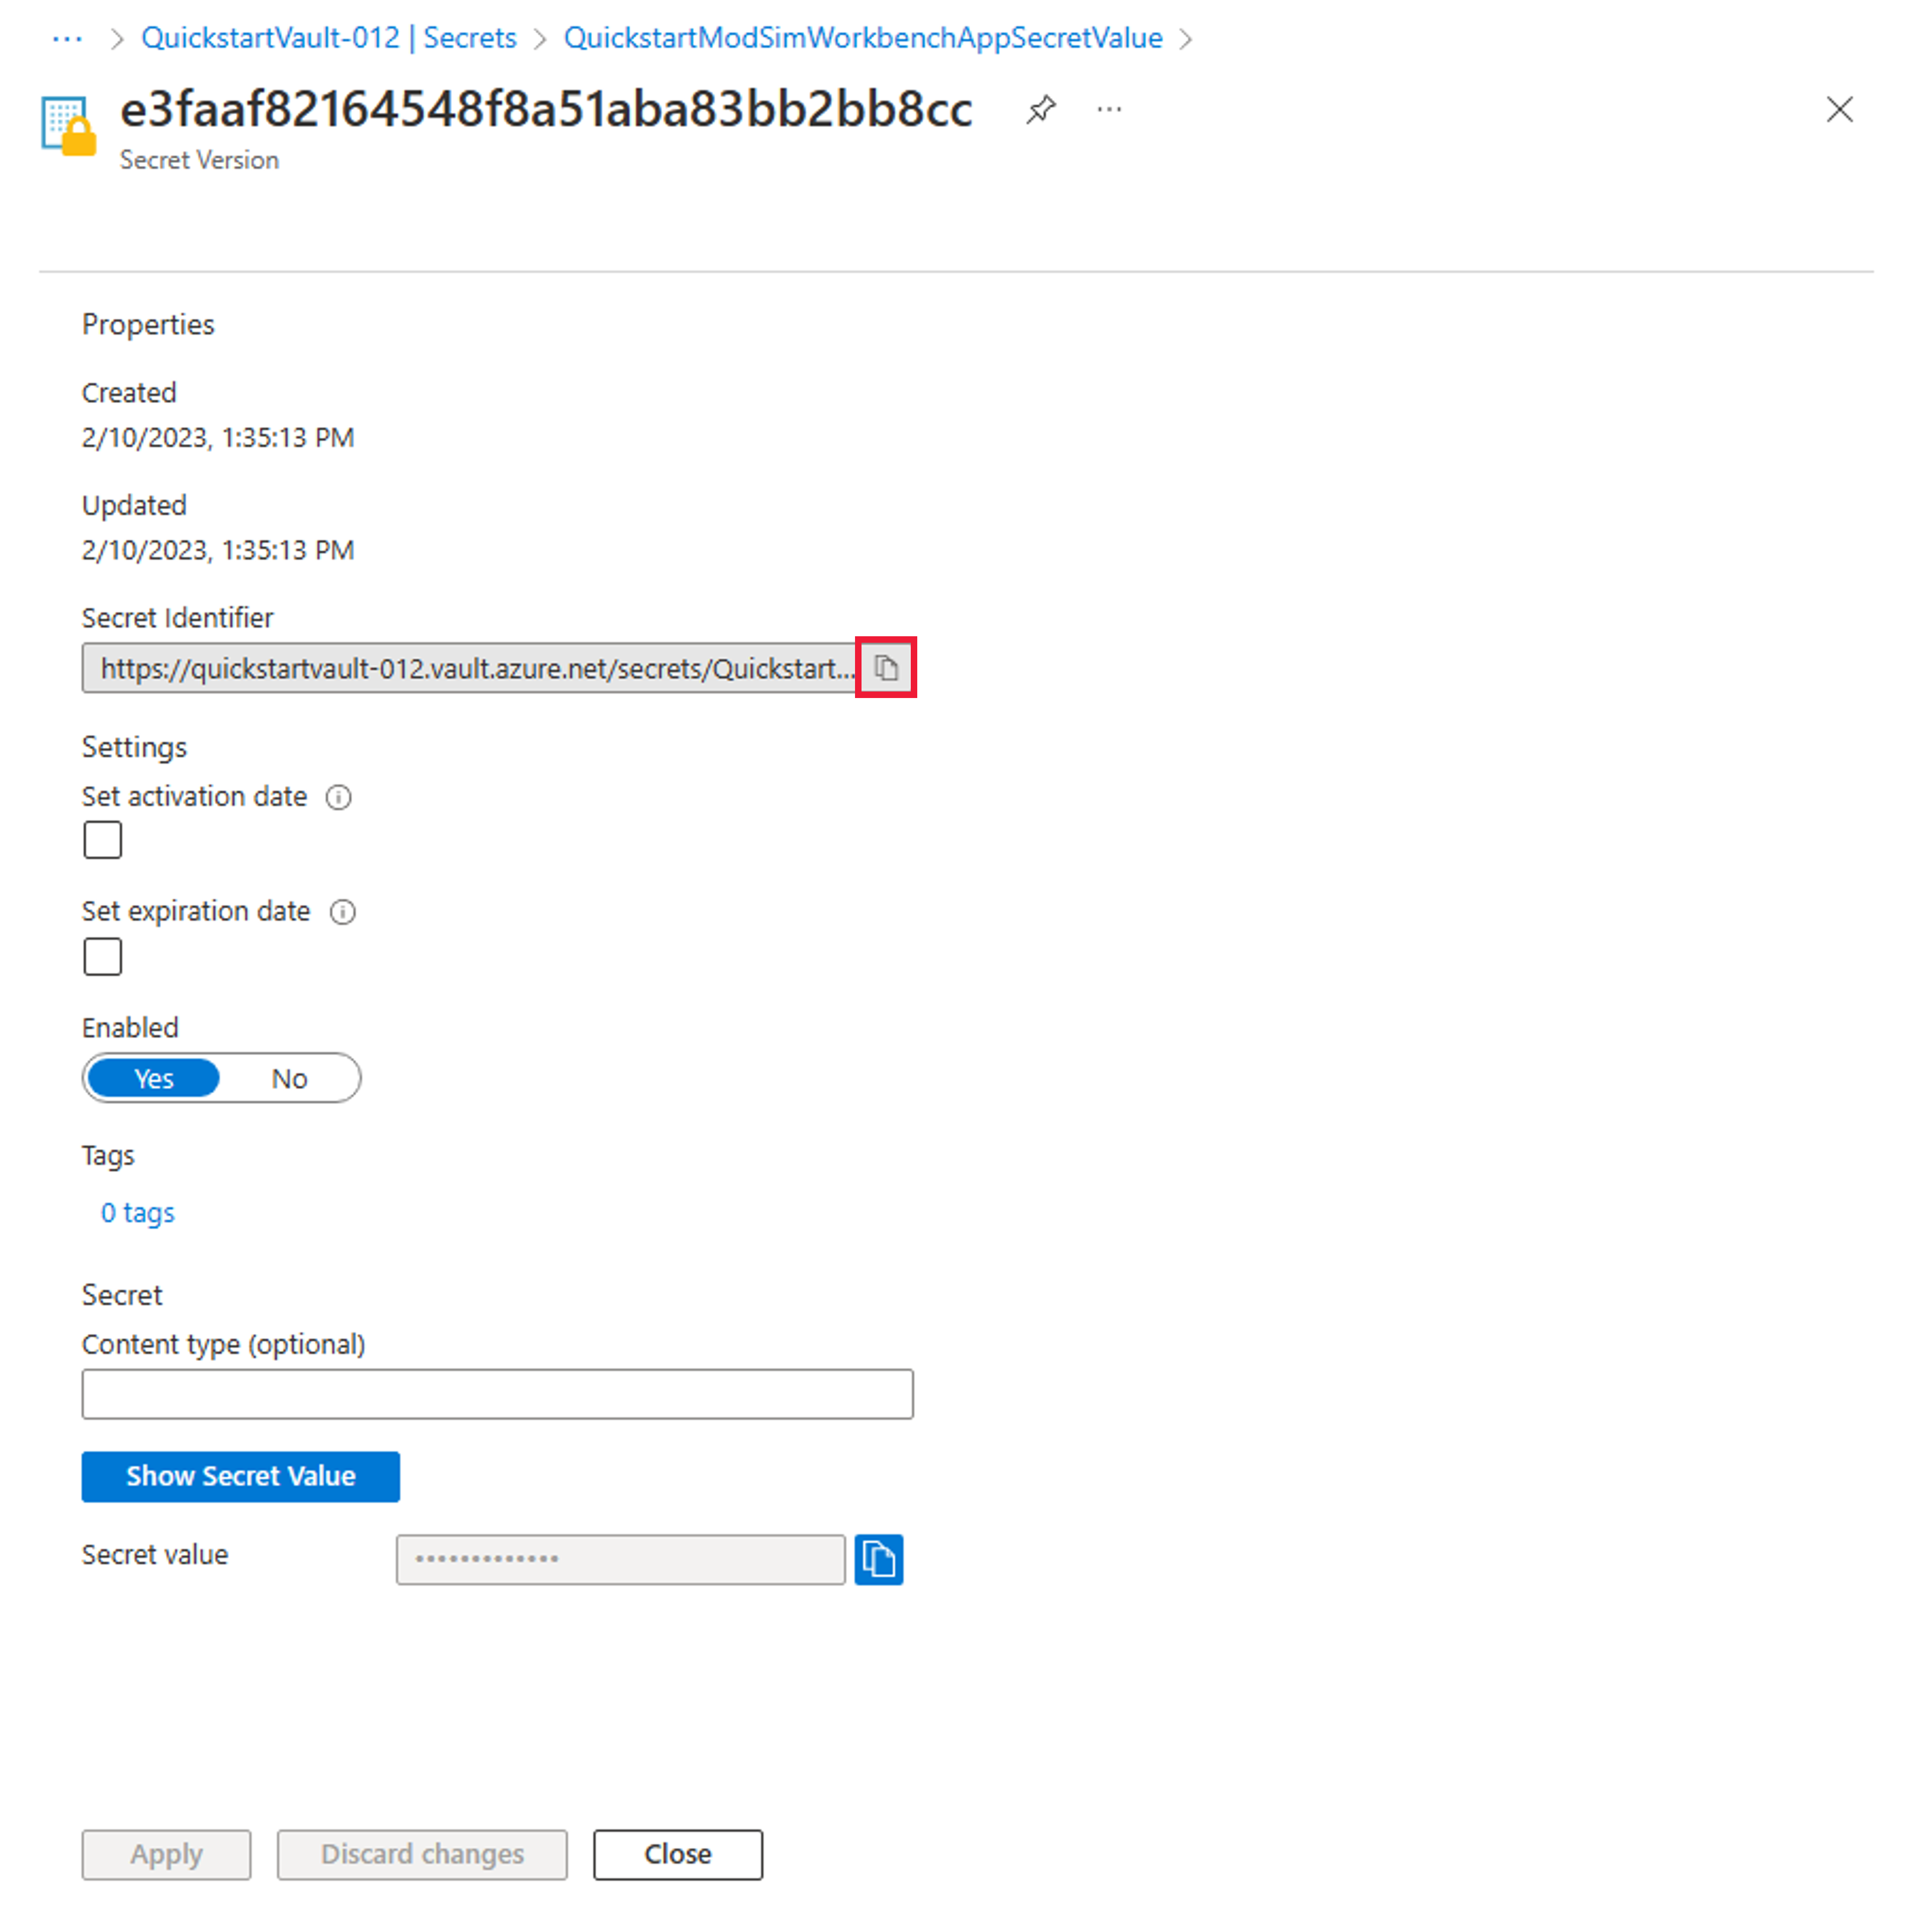 ... > QuickstartVault-012 | Secrets > QuickstartModSimWorkbenchAppSecretValue >
e3faaf82164548f8a51aba83bb2bb8cc ...
Secret Version
Properties
Created
2/10/2023, 1:35:13 PM
Updated
2/10/2023, 1:35:13 PM
Secret Identifier
https://quickstartvault-012.vault.azure.net/secrets/Quickstart...
Settings
Set activation date
Set expiration date
Enabled
Yes No
Tags
0 tags
Secret
Content type (optional)
Show Secret Value
Secret value •••••••••••••
Apply Discard changes Close